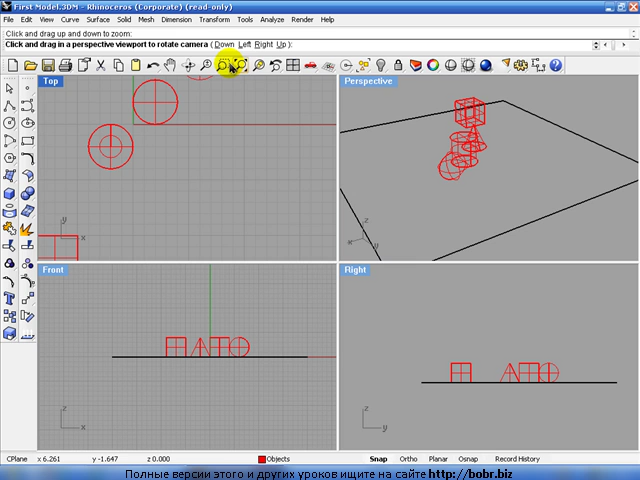 First Model.3DM - Rhinoceros (Corporate) (read-only)
File Edit View Curve Surface Solid Mesh Dimension Transform Tools Analyze Render Help
Click and drag up and down to zoom:
Click and drag in a perspective viewport to rotate camera (Down Left Right Up):
Top
Perspective
y
x
z
x
y
Front
Right
z
x
z
y
T
CPlane x 6.261 y -1.647 z 0.000 Objects Snap Ortho Planar Osnap Record History
Полные версии этого и других уроков ищите на сайте http://bobr.biz